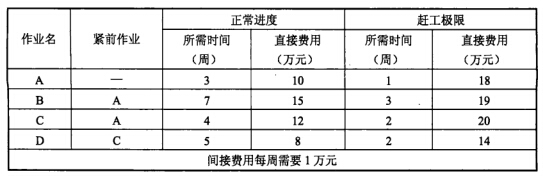 作业名 紧前作业 正常进度 赶工极限
所需时间（周） 直接费用（万元） 所需时间（周） 直接费用（万元）
A — 3 10 1 18
B A 7 15 3 19
C A 4 12 2 20
D C 5 8 2 14
间接费用每周需要 1 万元